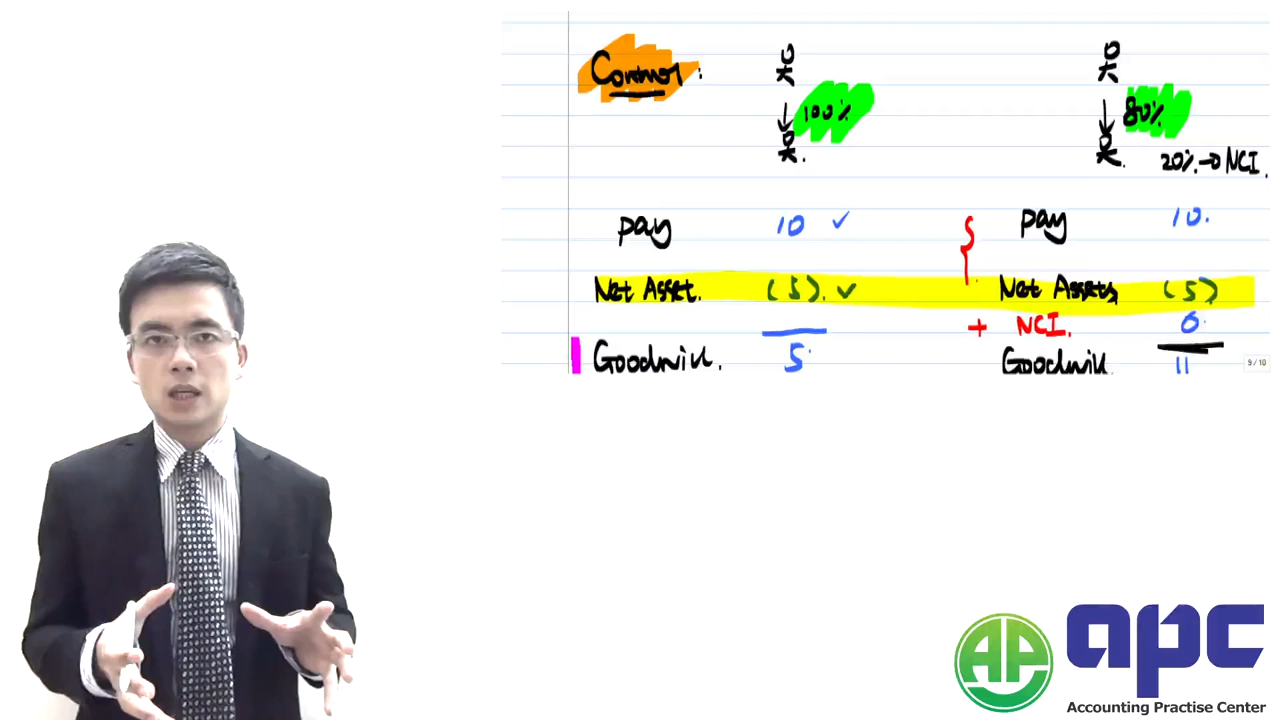 Control:
100%
80%
20% → NCI.
pay 10 ✓ pay 10.
Net Asset. (5). ✓ Net Assets (5)
+ NCI. 6.
Goodwill. 5. Goodwill 11
9 / 10
AP
apc
Accounting Practise Center